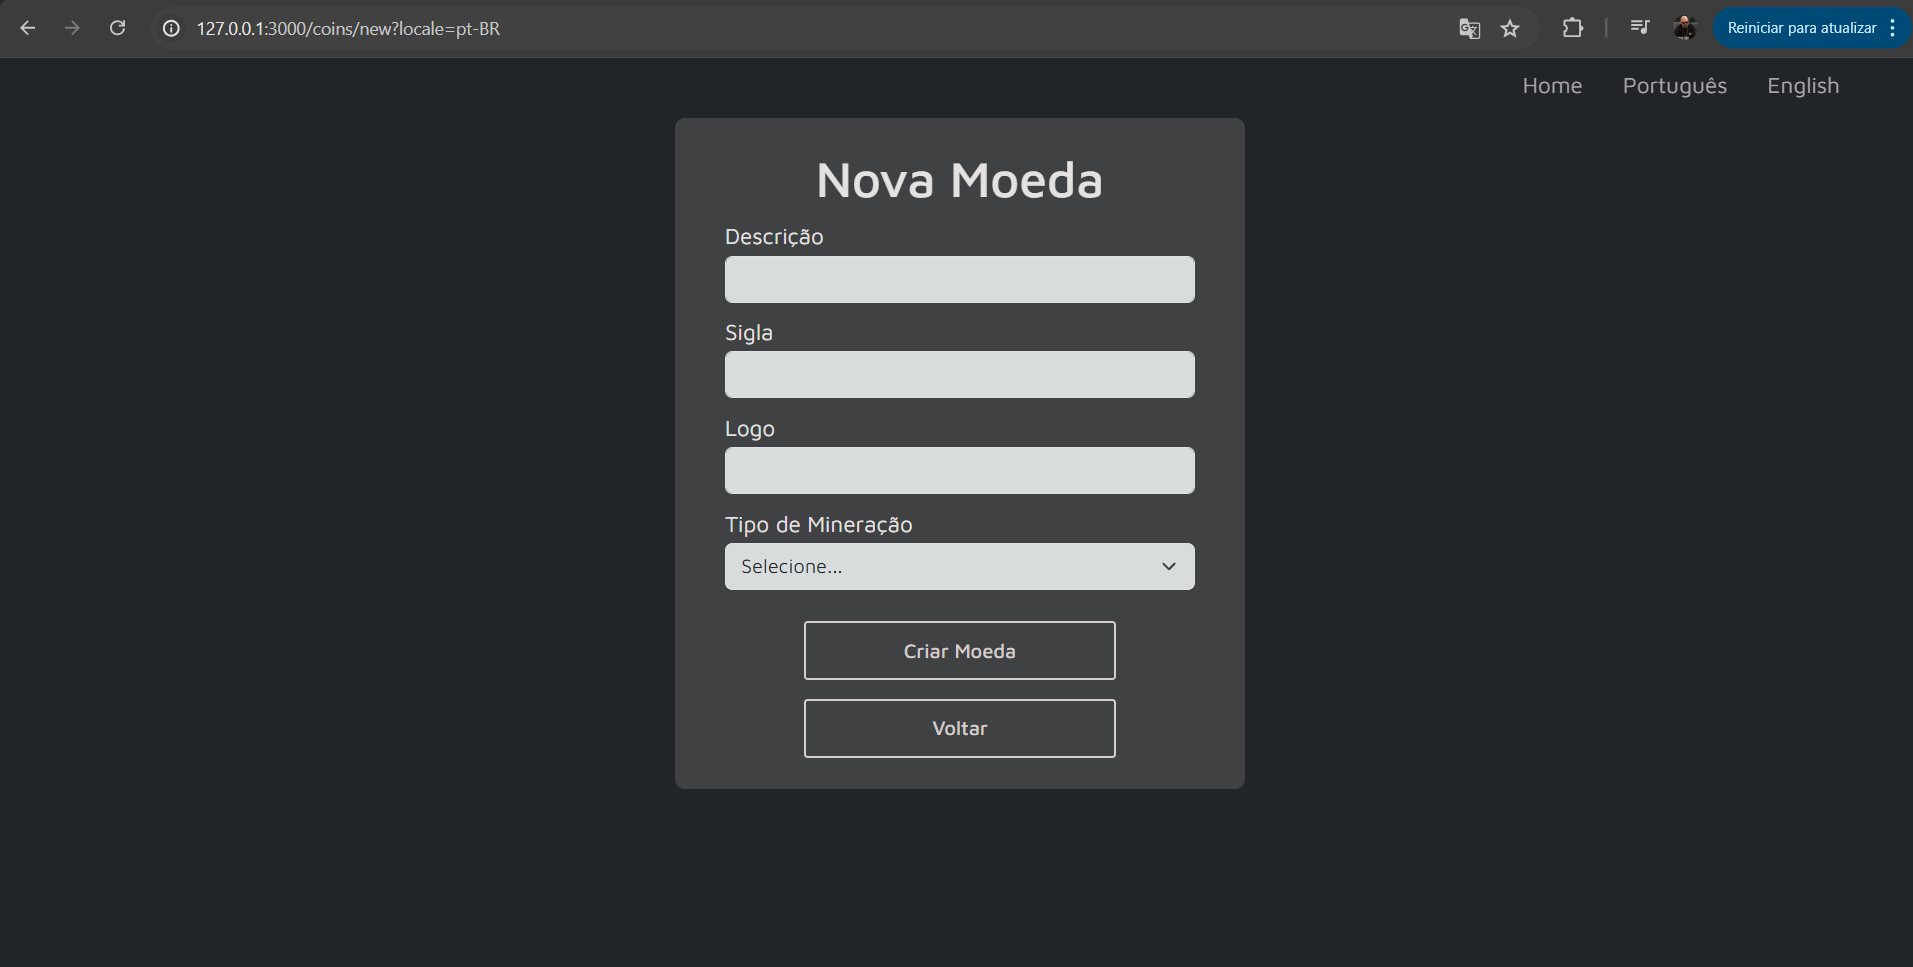 127.0.0.1:3000/coins/new?locale=pt-BR
Reiniciar para atualizar
Home Português English
Nova Moeda
Descrição
Sigla
Logo
Tipo de Mineração
Selecione...
Criar Moeda
Voltar